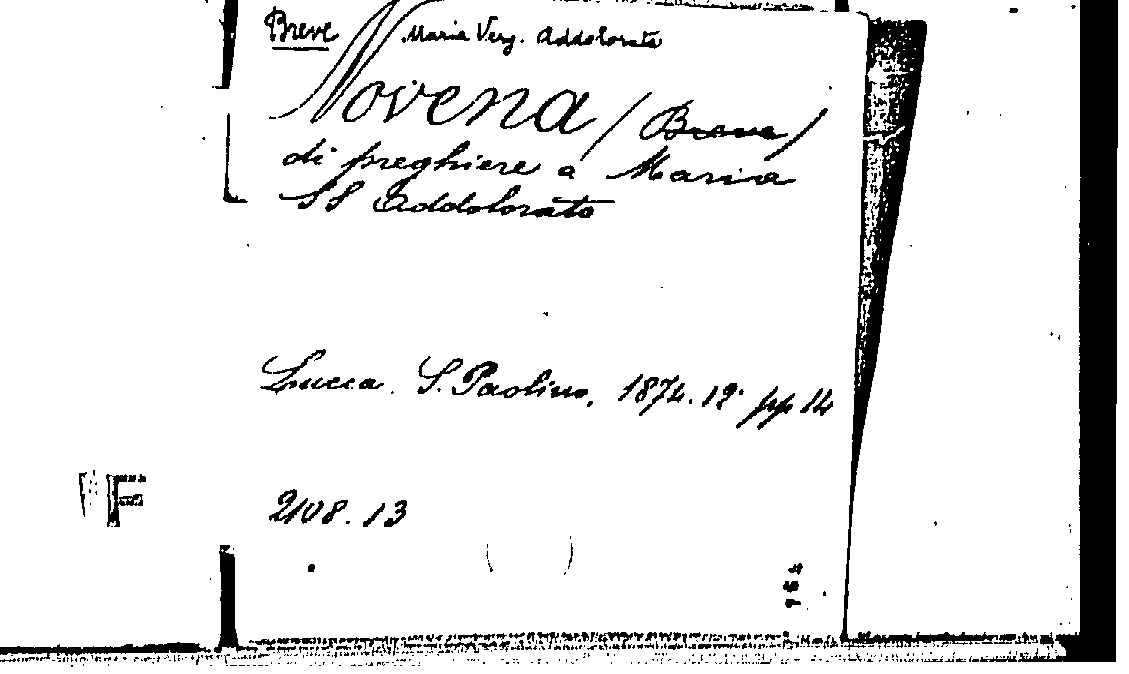 Breve Maria Verg. Addolorata
Novena / Breve /
di preghiere a Maria
SS Addolorata
Lucca. S. Paolino, 1874. 12° pp 14
2108. 13
( )
764
F